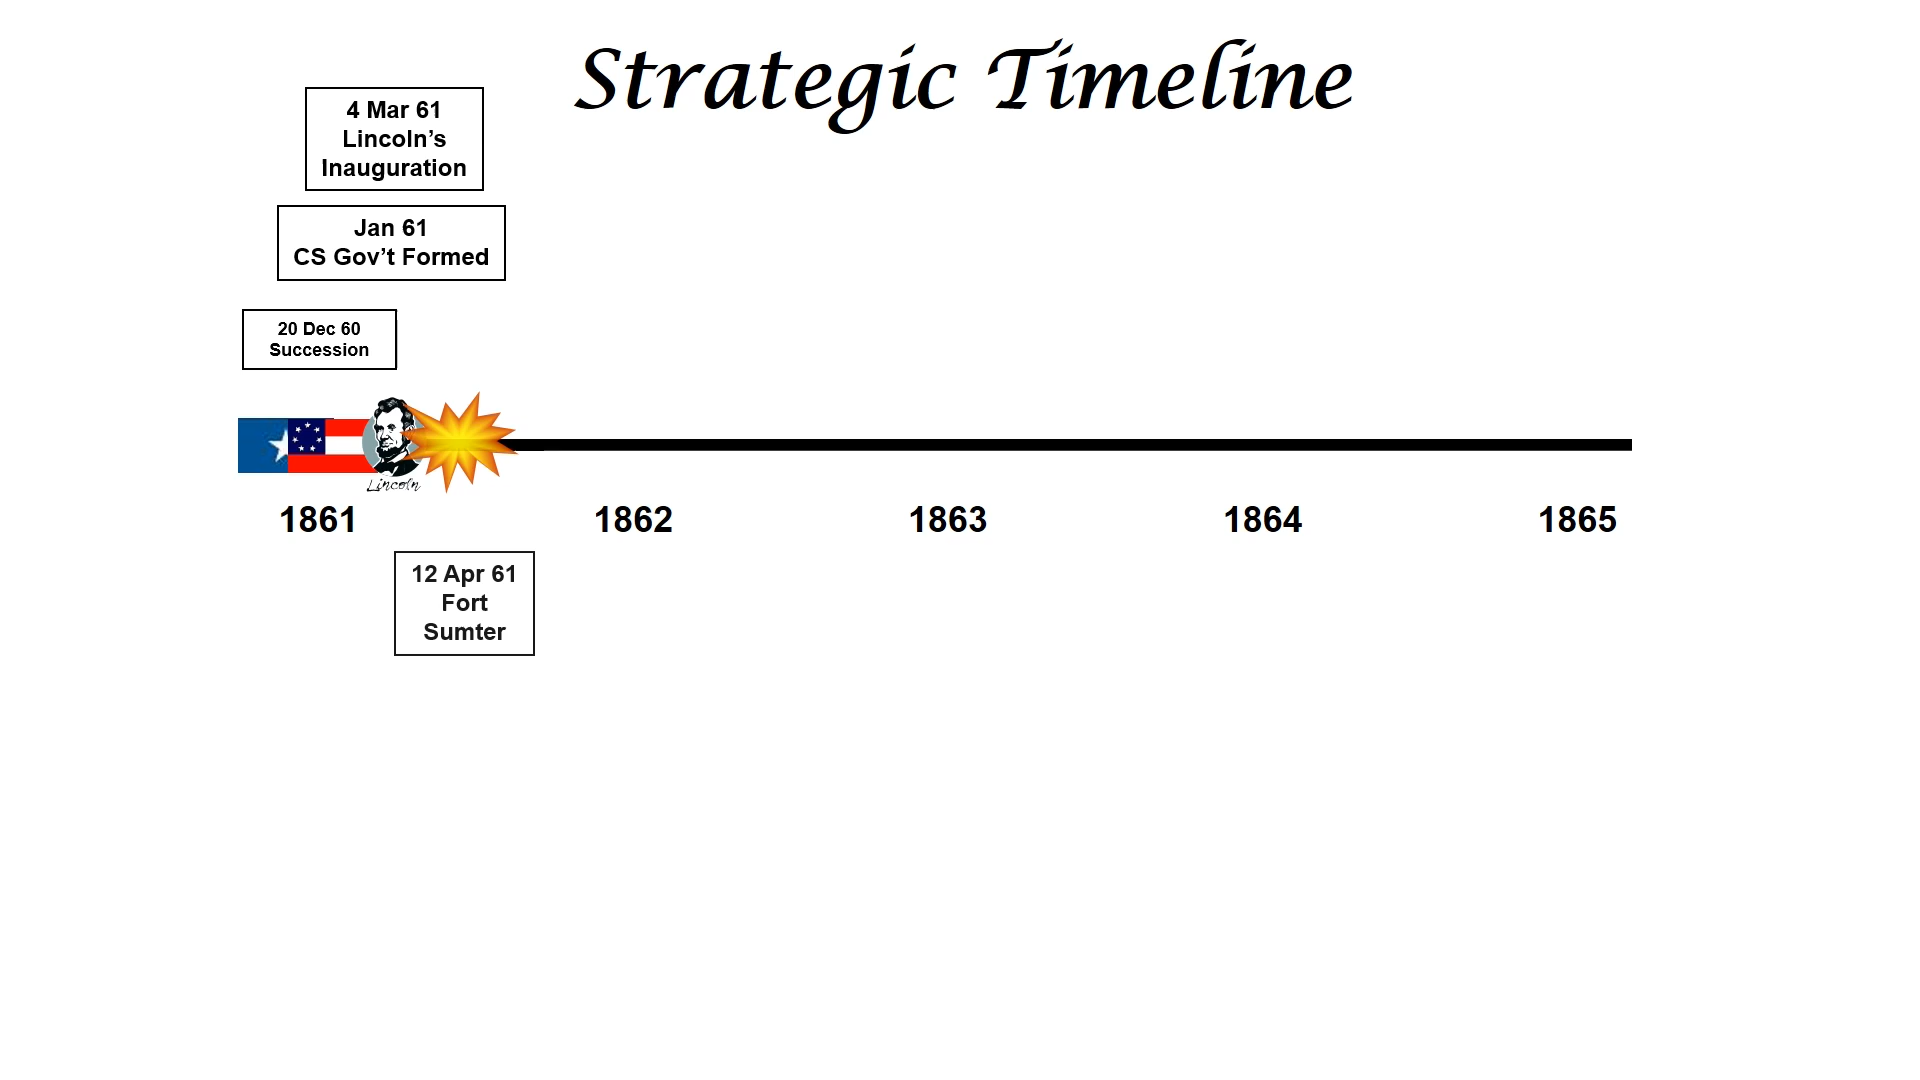 Strategic Timeline
4 Mar 61
Lincoln’s
Inauguration
Jan 61
CS Gov’t Formed
20 Dec 60
Succession
Lincoln
1861
1862
1863
1864
1865
12 Apr 61
Fort
Sumter